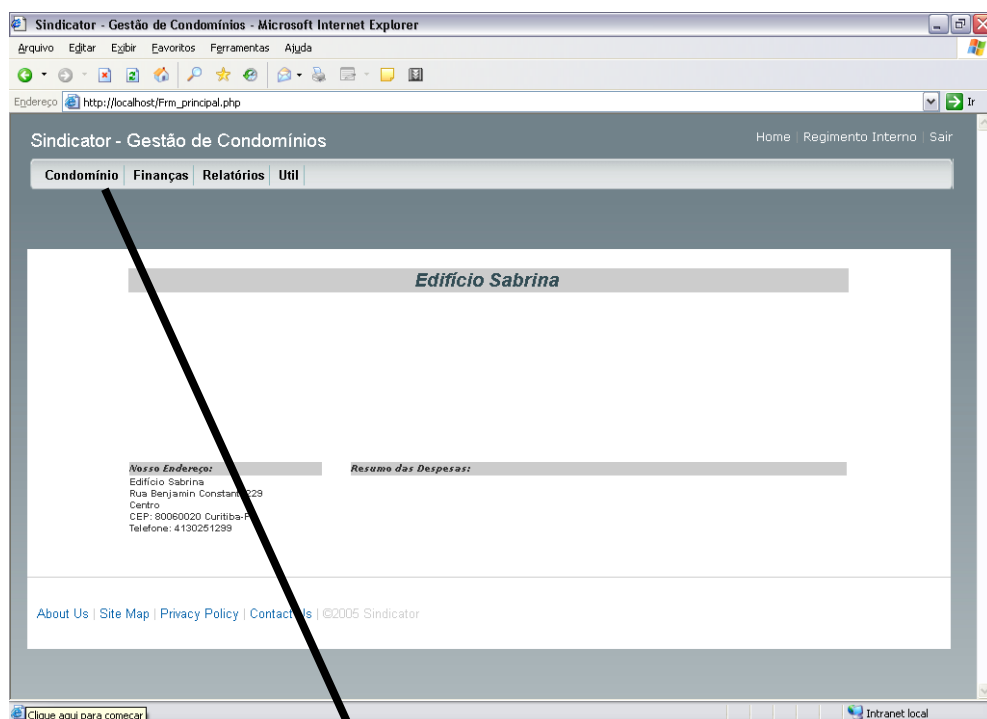 Sindicator - Gestão de Condomínios - Microsoft Internet Explorer
Arquivo Editar Exibir Favoritos Ferramentas Ajuda
Endereço http://localhost/Frm_principal.php Ir
Sindicator - Gestão de Condomínios
Home | Regimento Interno | Sair
Condomínio Finanças Relatórios Util
Edifício Sabrina
Nosso Endereço:
Edifício Sabrina
Rua Benjamin Constant 229
Centro
CEP: 80060020 Curitiba-P
Telefone: 4130251299
Resumo das Despesas:
About Us | Site Map | Privacy Policy | Contact Us | ©2005 Sindicator
Clique aqui para começar
Intranet local